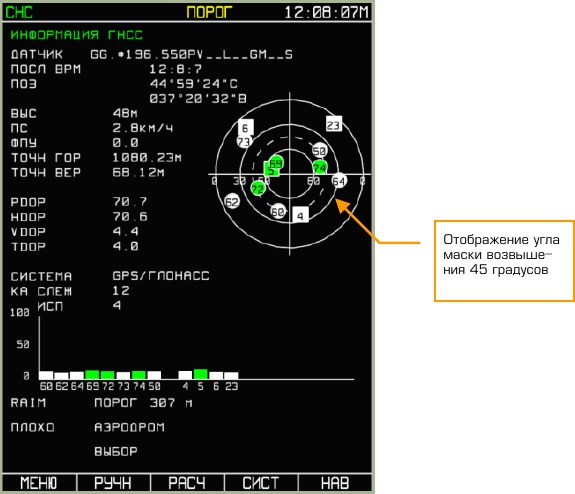 СНС ПОРОГ 12:08:07М
ИНФОРМАЦИЯ ГНСС
ДАТЧИК GG.*196.550PV__L__GM__S
ПОСЛ ВРМ 12:8:7
ПОЗ 44°59'24"С
037°20'32"В
ВЫС 48м
ПС 2.8км/ч
ФПУ 0.0
ТОЧН ГОР 1080.23м
ТОЧН ВЕР 68.12м
6
23
73
50
69
5
74
0 30 60 60 0
64
72
62
60
4
PDOP 70.7
HDOP 70.6
VDOP 4.4
TDOP 4.0
Отображение угла
маски возвыше-
ния 45 градусов
СИСТЕМА GPS/ГЛОНАСС
КА СЛЕЖ 12
ИСП 4
100
50
0
60 62 64 69 72 73 74 50 4 5 6 23
RAIM ПОРОГ 307 м
ПЛОХО АЭРОДРОМ
ВЫБОР
МЕНЮ РУЧН РАСЧ СИСТ НАВ